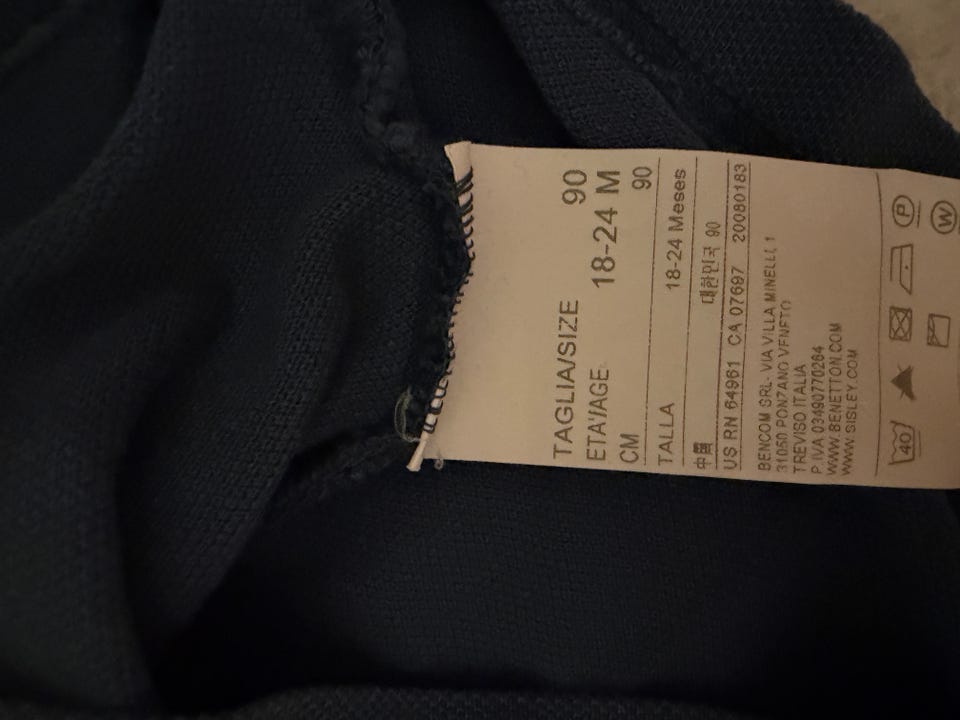 TAGLIA/SIZE 90
ETA'/AGE 18-24 M
CM 90
TALLA 18-24 Meses
中國 대한민국 90
US RN 64961 CA 07697 20080183
BENCOM SRL- VIA VILLA MINELLI, 1
31050 PONZANO VENETO
TREVISO ITALIA
P.IVA 03490770264
WWW.BENETTON.COM
WWW.SISLEY.COM
40 P
W